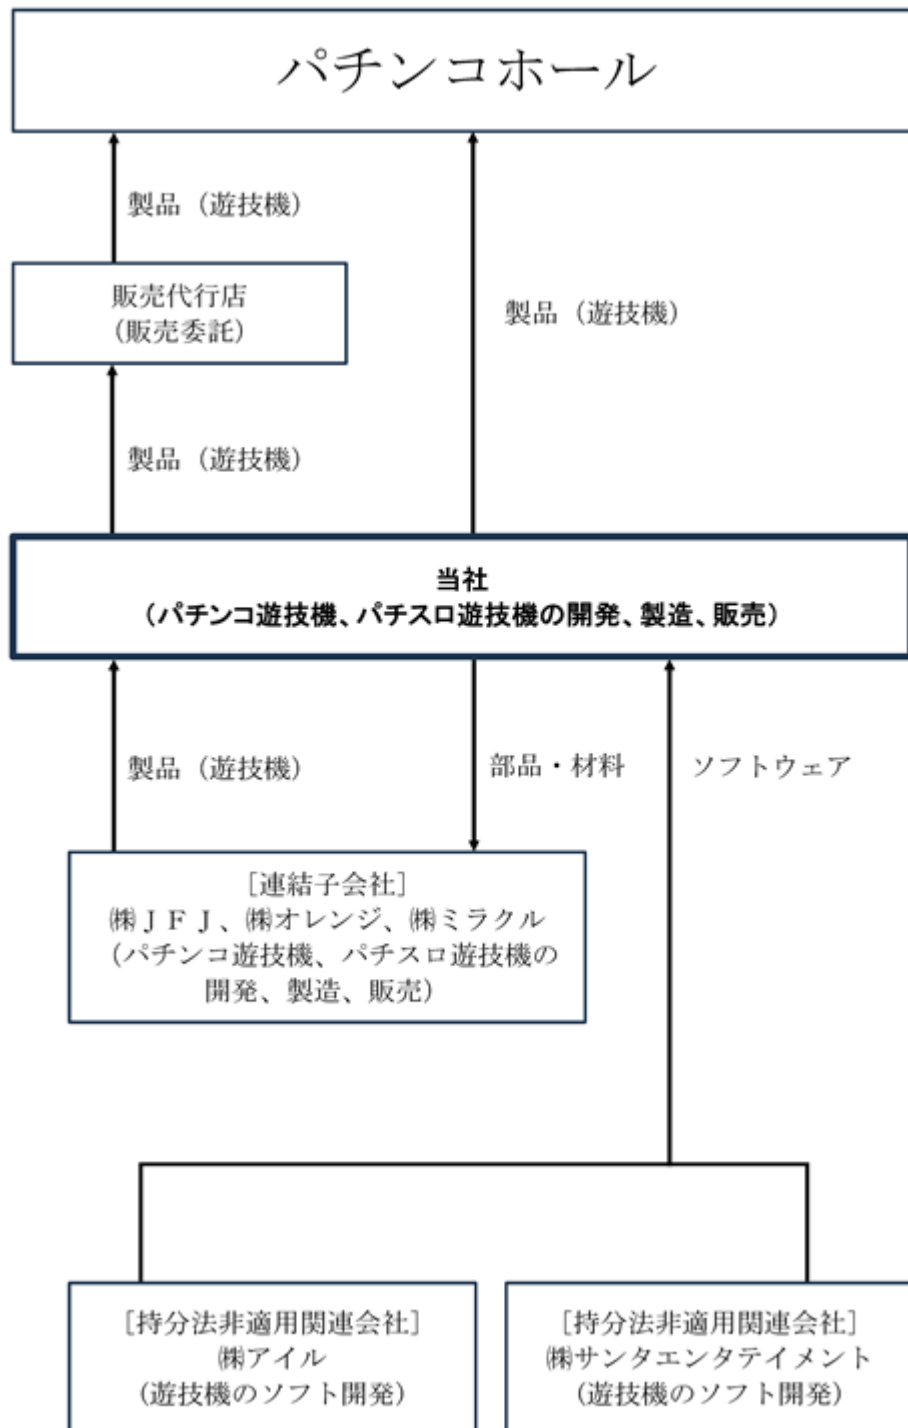 パチンコホール
製品（遊技機）
販売代行店
（販売委託）
製品（遊技機）
製品（遊技機）
当社
（パチンコ遊技機、パチスロ遊技機の開発、製造、販売）
製品（遊技機）
部品・材料
ソフトウェア
［連結子会社］
㈱ＪＦＪ、㈱オレンジ、㈱ミラクル
（パチンコ遊技機、パチスロ遊技機の
開発、製造、販売）
［持分法非適用関連会社］
㈱アイル
（遊技機のソフト開発）
［持分法非適用関連会社］
㈱サンタエンタテイメント
（遊技機のソフト開発）